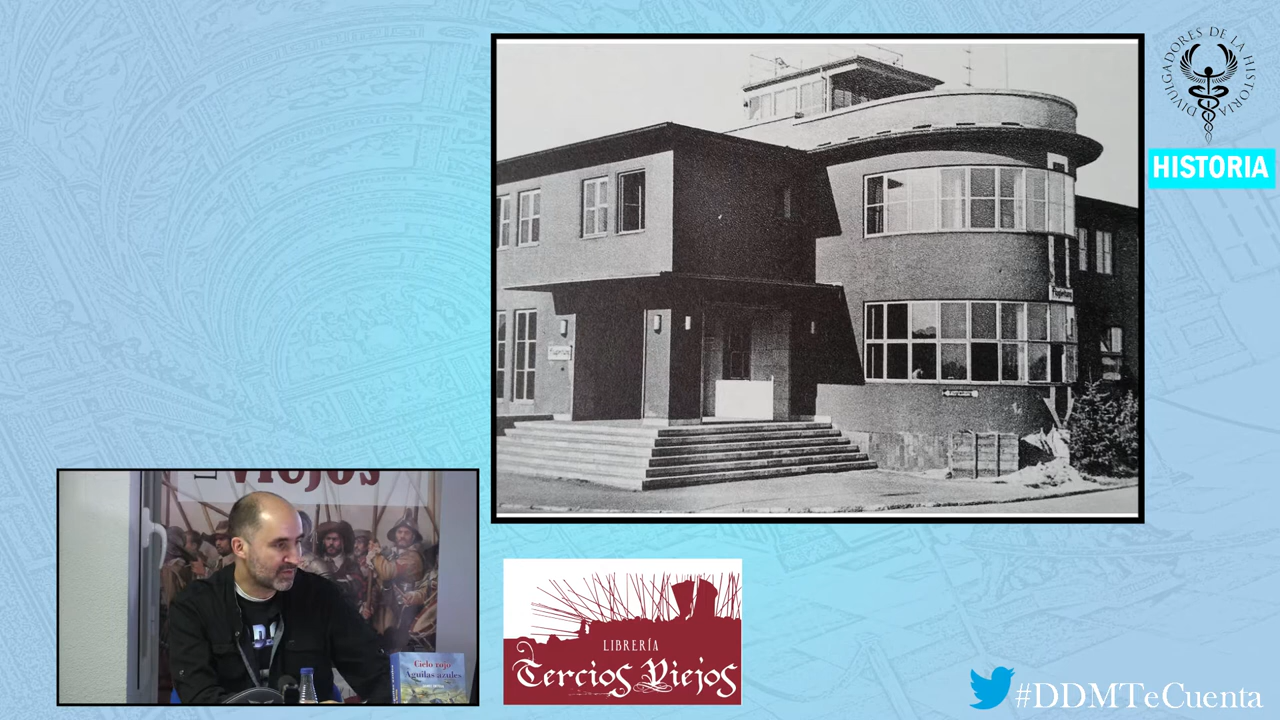 DIVULGADORES DE LA HISTORIA
HISTORIA
VIEJOS
Cielo rojo
Águilas azules
LIBRERÍA
Tercios Viejos
#DDMTeCuenta